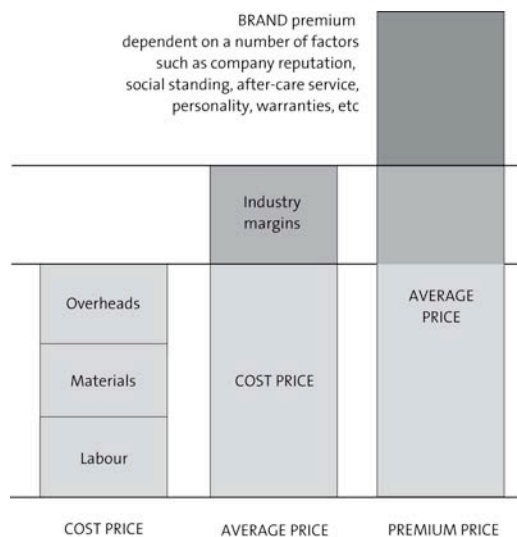 BRAND premium
dependent on a number of factors
such as company reputation,
social standing, after-care service,
personality, warranties, etc
Industry
margins
Overheads
AVERAGE
PRICE
Materials
COST PRICE
Labour
COST PRICE
AVERAGE PRICE
PREMIUM PRICE